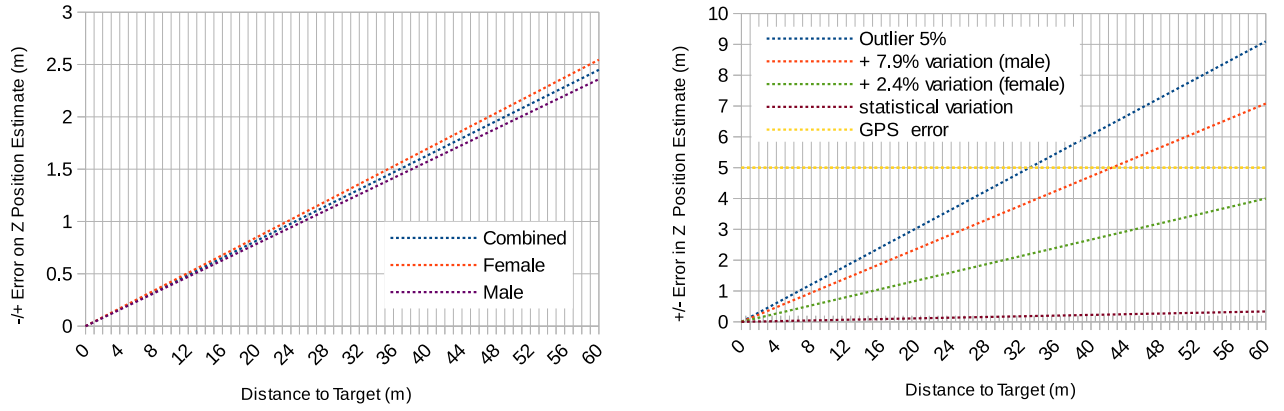 -/+ Error on Z Position Estimate (m)
3
2.5
2
1.5
1
0.5
0
Combined
Female
Male
0 4 8 12 16 20 24 28 32 36 40 44 48 52 56 60
Distance to Target (m)
+/- Error in Z Position Estimate (m)
10
9
8
7
6
5
4
3
2
1
0
Outlier 5%
+ 7.9% variation (male)
+ 2.4% variation (female)
statistical variation
GPS error
0 4 8 12 16 20 24 28 32 36 40 44 48 52 56 60
Distance to Target (m)